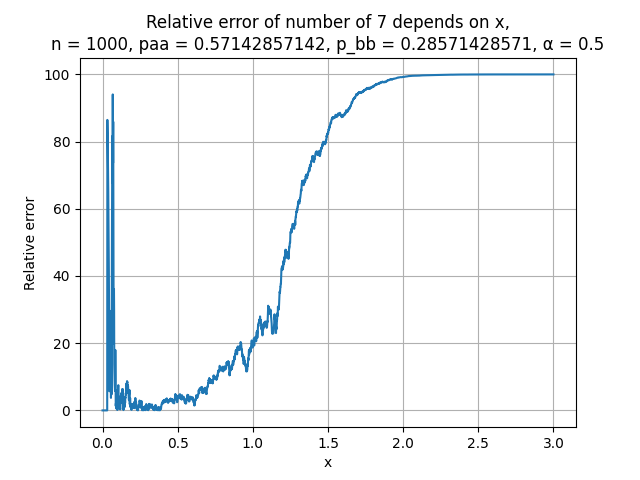 Relative error of number of 7 depends on x,
n = 1000, paa = 0.57142857142, p_bb = 0.28571428571, α = 0.5
100
80
60
40
20
0
Relative error
0.0 0.5 1.0 1.5 2.0 2.5 3.0
x